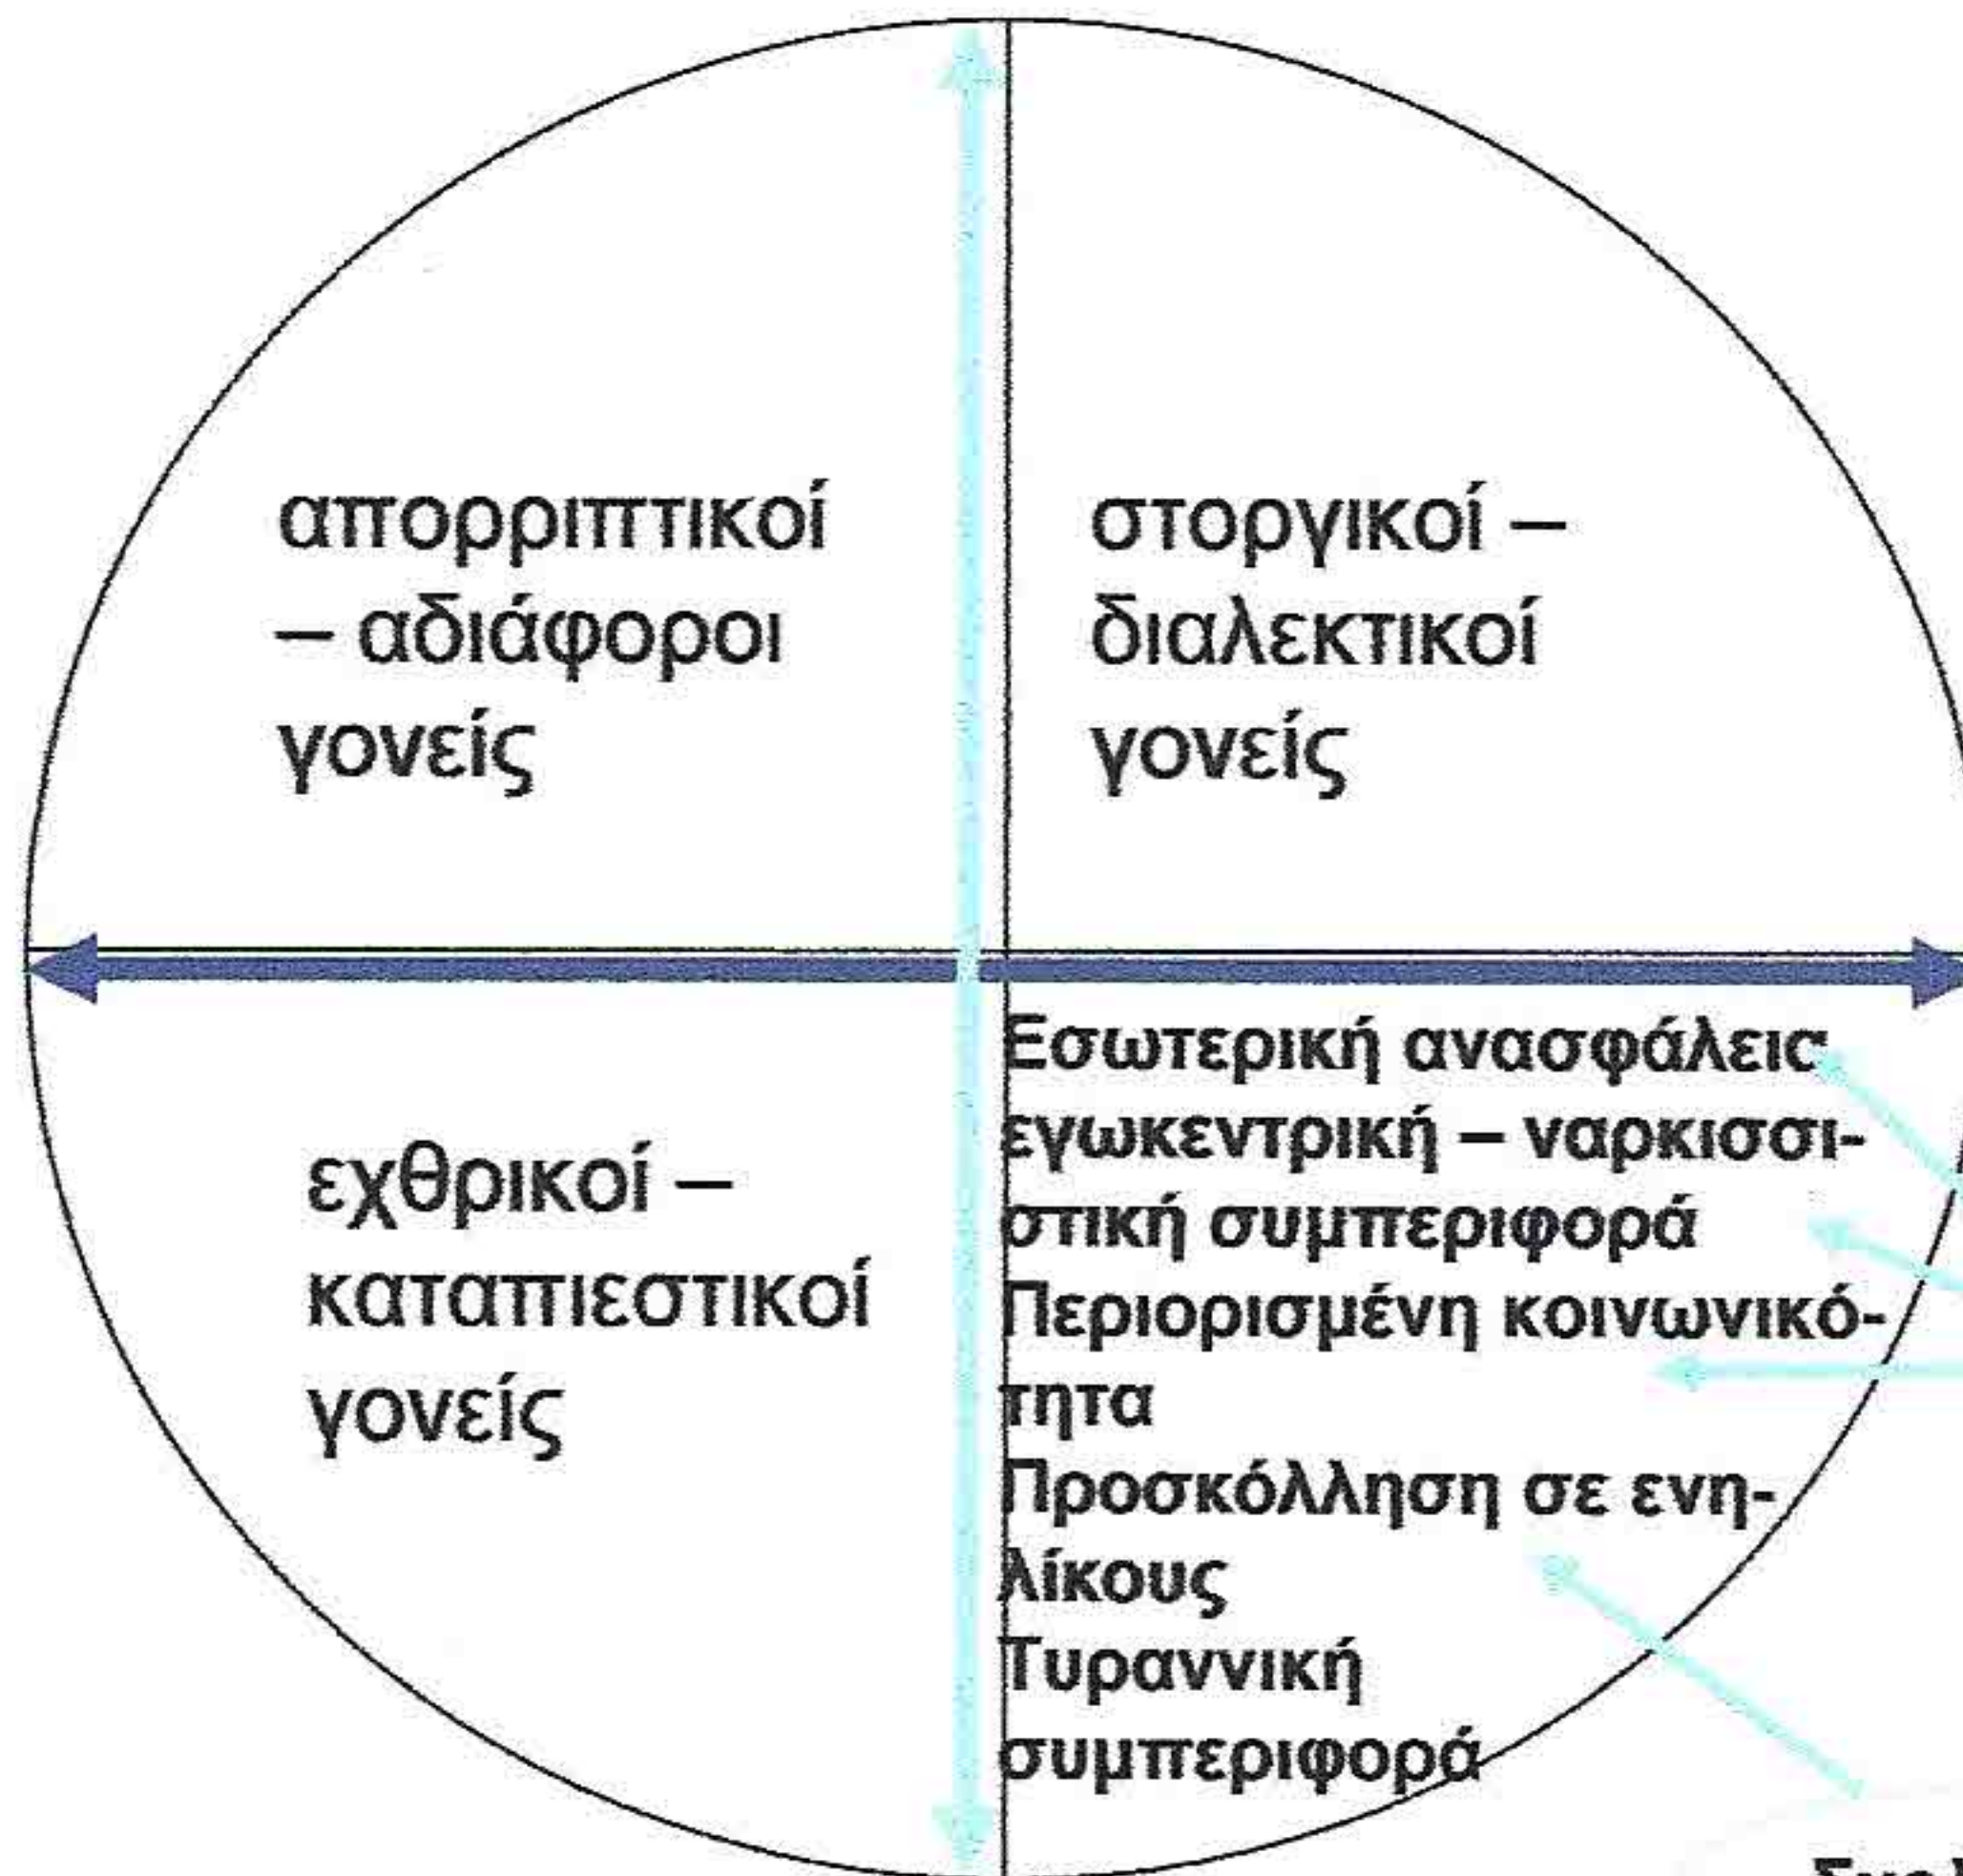 απορριπτικοί
– αδιάφοροι
γονείς
στοργικοί –
διαλεκτικοί
γονείς
εχθρικοί –
καταπιεστικοί
γονείς
Εσωτερική
εγωκεντρική – ναρκισσι-
στική συμπεριφορά
Περιορισμένη κοινωνικό-
τητα
Προσκόλληση σε ενη-
λίκους
Τυραννική
συμπεριφορά